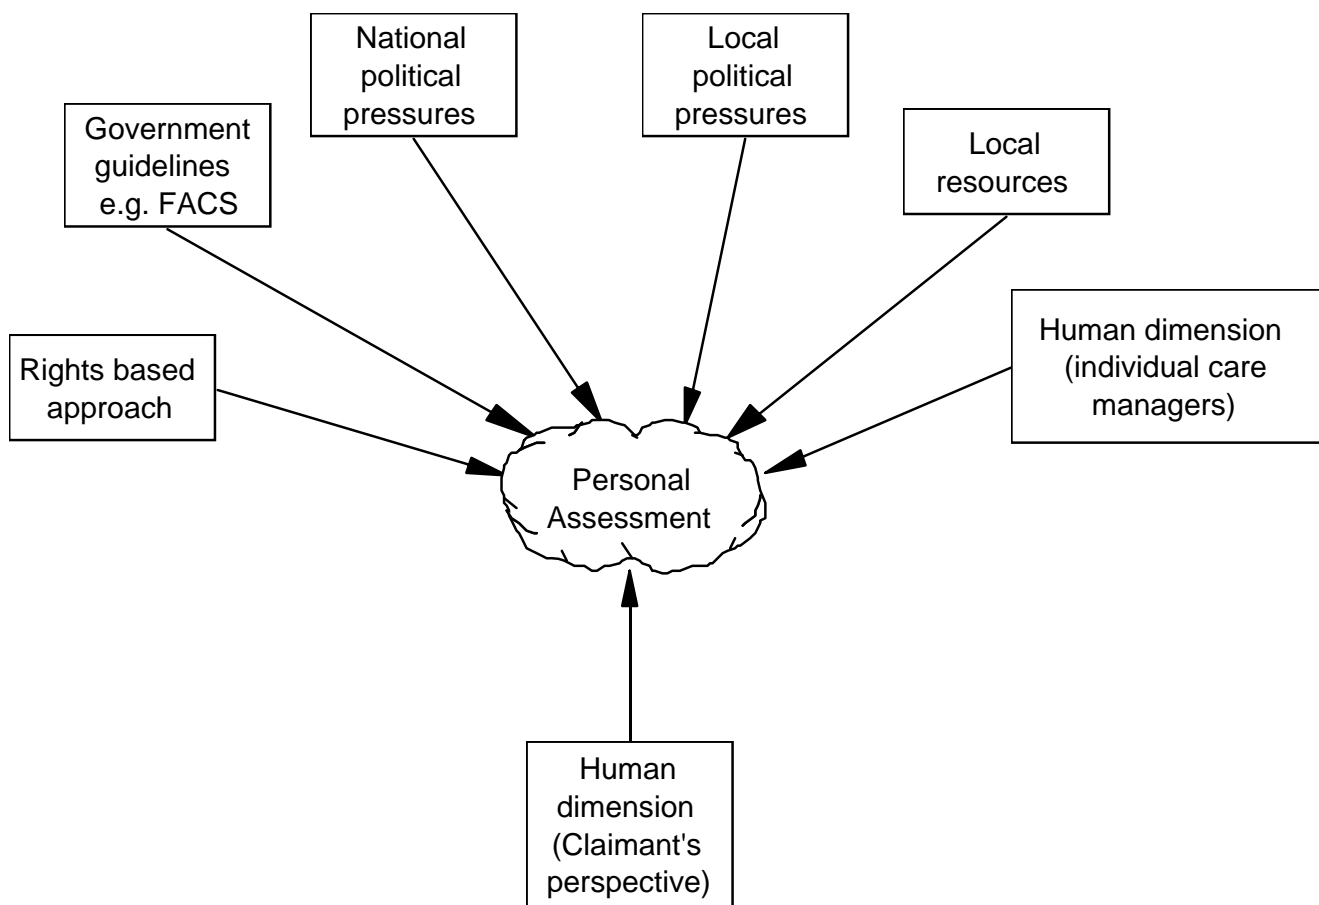 National
political
pressures
Local
political
pressures
Government
guidelines
e.g. FACS
Local
resources
Rights based
approach
Human dimension
(individual care
managers)
Personal
Assessment
Human
dimension
(Claimant's
perspective)